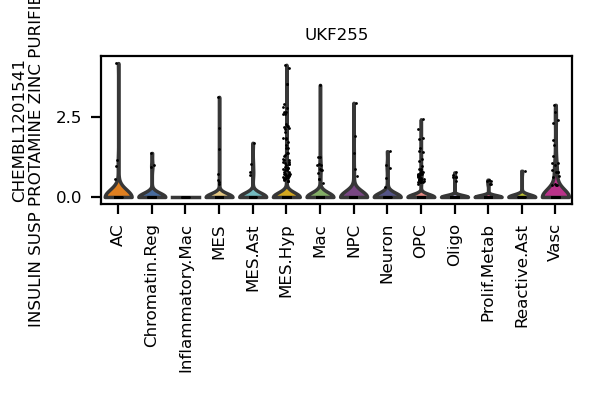 UKF255
CHEMBL1201541
INSULIN SUSP PROTAMINE ZINC PURIFIE
2.5
0.0
AC
Chromatin.Reg
Inflammatory.Mac
MES
MES.Ast
MES.Hyp
Mac
NPC
Neuron
OPC
Oligo
Prolif.Metab
Reactive.Ast
Vasc